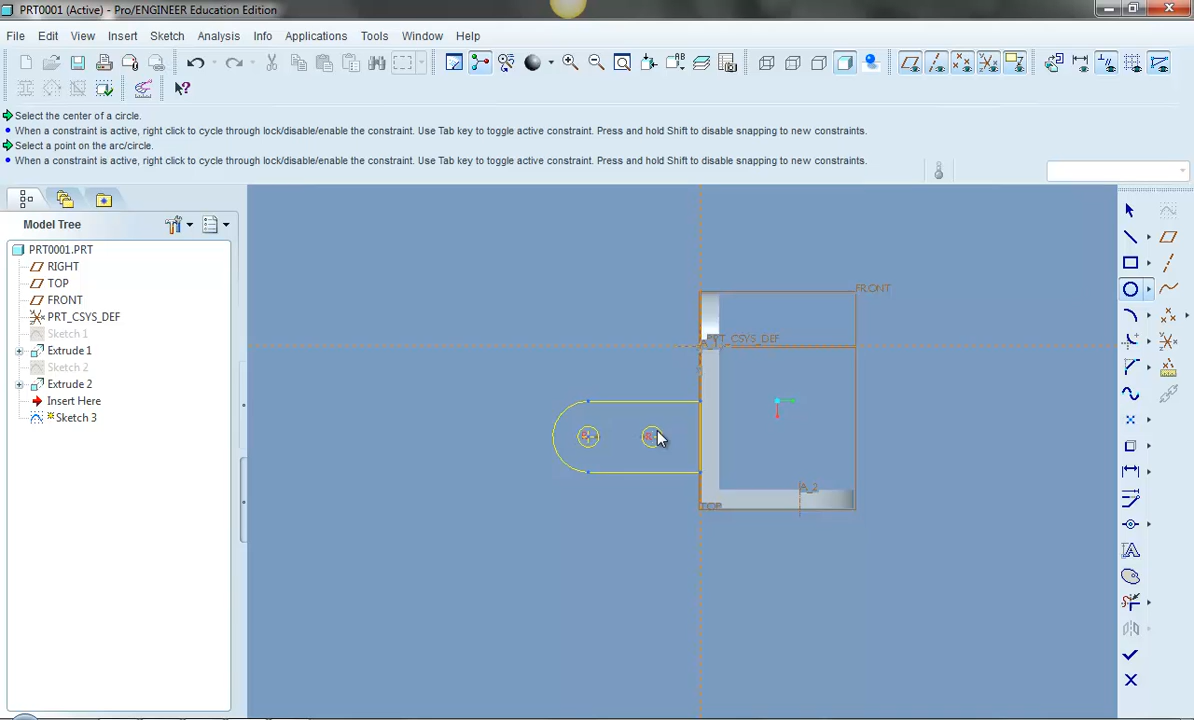 PRT0001 (Active) - Pro/ENGINEER Education Edition
File Edit View Insert Sketch Analysis Info Applications Tools Window Help
Select the center of a circle.
When a constraint is active, right click to cycle through lock/disable/enable the constraint. Use Tab key to toggle active constraint. Press and hold Shift to disable snapping to new constraints.
Select a point on the arc/circle.
When a constraint is active, right click to cycle through lock/disable/enable the constraint. Use Tab key to toggle active constraint. Press and hold Shift to disable snapping to new constraints.
Model Tree
PRT0001.PRT
RIGHT
TOP
FRONT
PRT_CSYS_DEF
Sketch 1
Extrude 1
Sketch 2
Extrude 2
Insert Here
Sketch 3
FRONT
PRT_CSYS_DEF
A_2
TOP